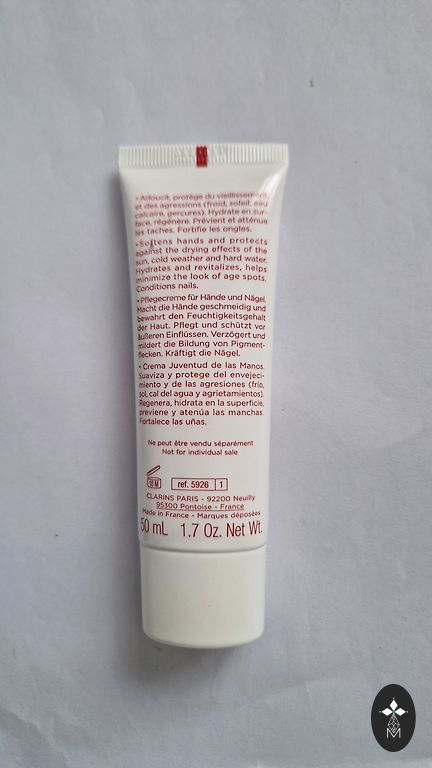 • Adoucit, protège du vieillissement
et des agressions (froid, soleil, eau
calcaire, gerçures). Hydrate en sur-
face, régénère. Prévient et atténue
les taches. Fortifie les ongles.
• Softens hands and protects
against the drying effects of the
sun, cold weather and hard water.
Hydrates and revitalizes, helps
minimize the look of age spots.
Conditions nails.
• Pflegecreme für Hände und Nägel.
Macht die Hände geschmeidig und
bewahrt den Feuchtigkeitsgehalt
der Haut. Pflegt und schützt vor
äußeren Einflüssen. Verzögert und
mildert die Bildung von Pigment-
flecken. Kräftigt die Nägel.
• Crema Juventud de las Manos.
Suaviza y protege del envejeci-
miento y de las agresiones (frío,
sol, cal del agua y agrietamientos).
Regenera, hidrata en la superficie,
previene y atenúa las manchas.
Fortalece las uñas.
Ne peut être vendu séparément
Not for individual sale
18M ref. 5926 1
CLARINS PARIS - 92200 Neuilly
95300 Pontoise - France
Made in France - Marques déposées
50 mL 1.7 Oz. Net Wt.
M